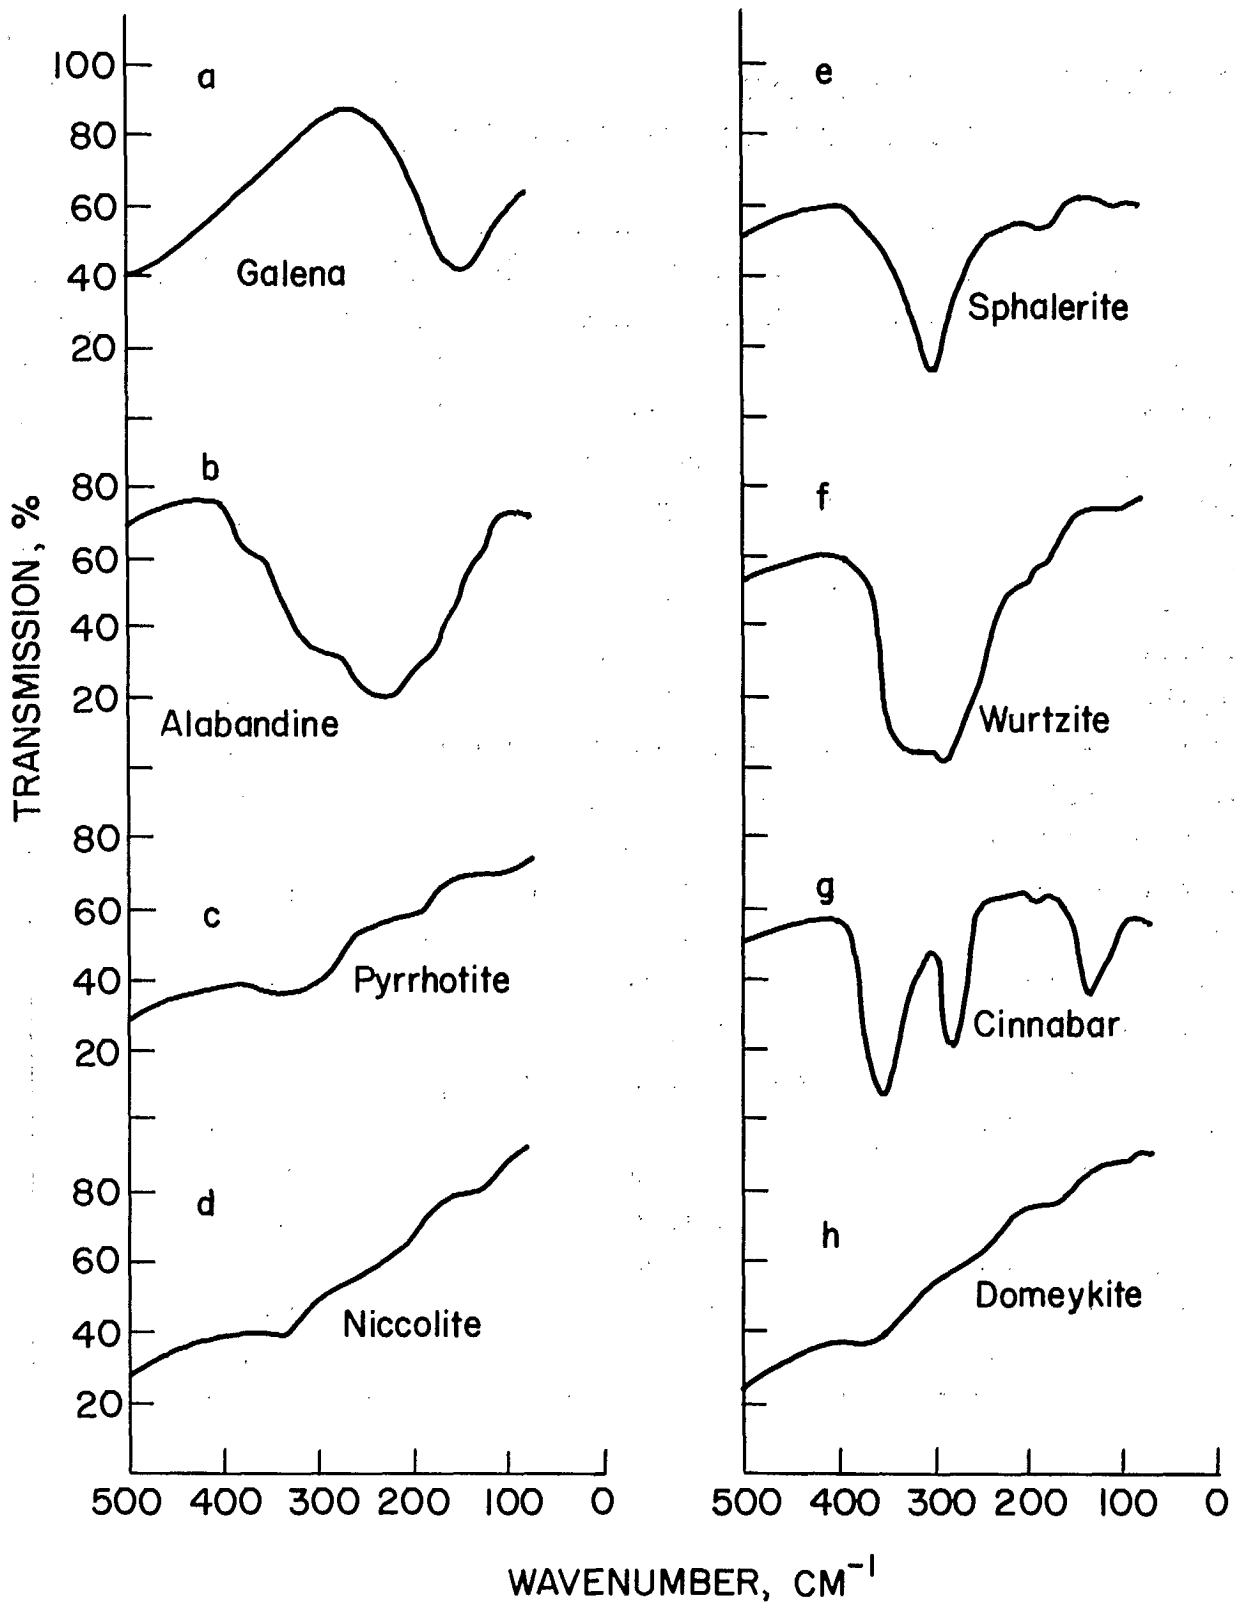 a
100
80
60
40
20
Galena
b
80
60
40
20
Alabandine
c
80
60
40
20
Pyrrhotite
d
80
60
40
20
Niccolite
500 400 300 200 100 0
TRANSMISSION, %
e
Sphalerite
f
Wurtzite
g
Cinnabar
h
Domeykite
500 400 300 200 100 0
WAVENUMBER, CM⁻¹